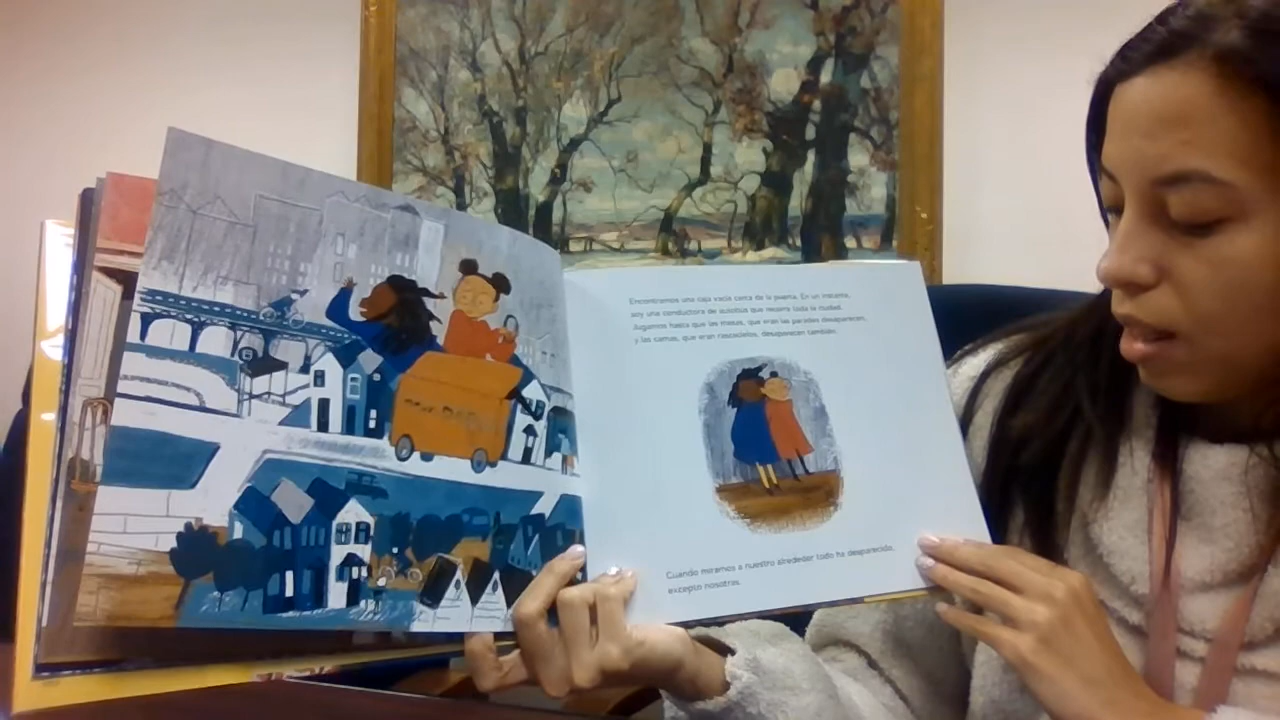 Encontramos una caja vacía cerca de la puerta. En un instante,
soy una conductora de autobús que recorre toda la ciudad.
Jugamos hasta que las mesas, que eran las paradas desaparecen,
y las camas, que eran rascacielos, desaparecen también.
Cuando miramos a nuestro alrededor todo ha desaparecido,
excepto nosotras.